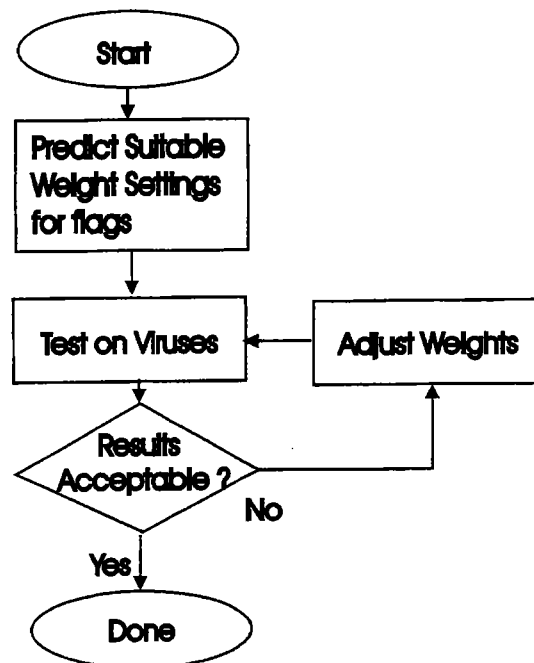 Start
Predict Suitable
Weight Settings
for flags
Test on Viruses
Adjust Weights
Results
Acceptable ?
No
Yes
Done